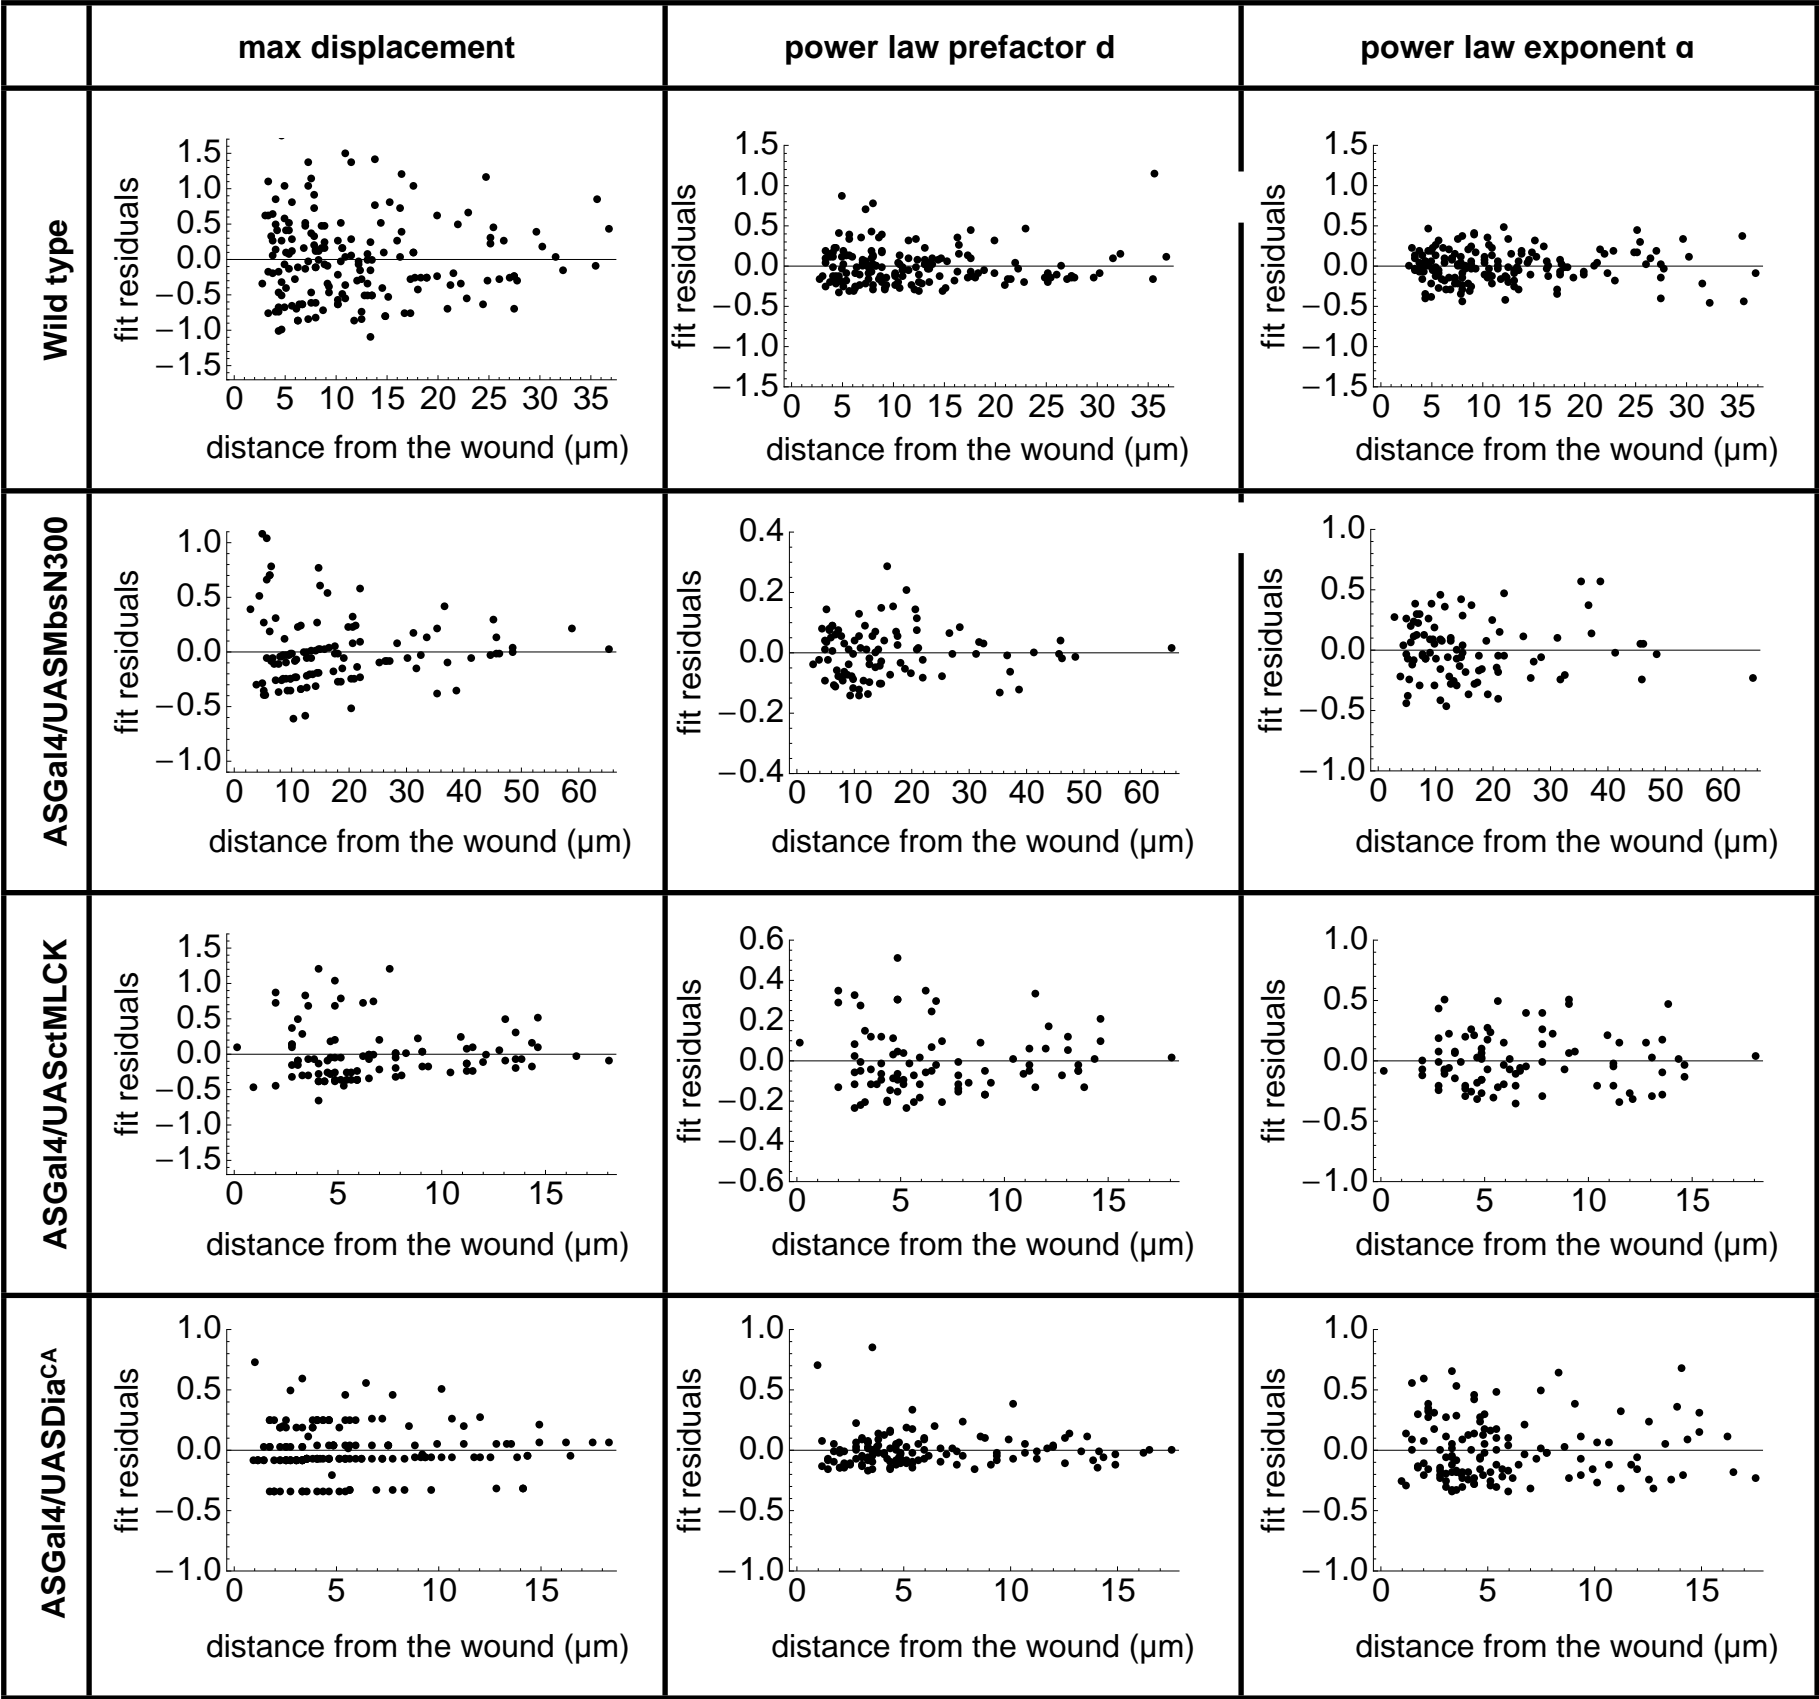 max displacement
power law prefactor d
power law exponent α
Wild type
fit residuals
1.5
1.0
0.5
0.0
−0.5
−1.0
−1.5
0 5 10 15 20 25 30 35
distance from the wound (µm)
fit residuals
1.5
1.0
0.5
0.0
−0.5
−1.0
−1.5
0 5 10 15 20 25 30 35
distance from the wound (µm)
fit residuals
1.5
1.0
0.5
0.0
−0.5
−1.0
−1.5
0 5 10 15 20 25 30 35
distance from the wound (µm)
ASGal4/UASMbsN300
fit residuals
1.0
0.5
0.0
−0.5
−1.0
0 10 20 30 40 50 60
distance from the wound (µm)
fit residuals
0.4
0.2
0.0
−0.2
−0.4
0 10 20 30 40 50 60
distance from the wound (µm)
fit residuals
1.0
0.5
0.0
−0.5
−1.0
0 10 20 30 40 50 60
distance from the wound (µm)
ASGal4/UASctMLCK
fit residuals
1.5
1.0
0.5
0.0
−0.5
−1.0
−1.5
0 5 10 15
distance from the wound (µm)
fit residuals
0.6
0.4
0.2
0.0
−0.2
−0.4
−0.6
0 5 10 15
distance from the wound (µm)
fit residuals
1.0
0.5
0.0
−0.5
−1.0
0 5 10 15
distance from the wound (µm)
ASGal4/UASDiaCA
fit residuals
1.0
0.5
0.0
−0.5
−1.0
0 5 10 15
distance from the wound (µm)
fit residuals
1.0
0.5
0.0
−0.5
−1.0
0 5 10 15
distance from the wound (µm)
fit residuals
1.0
0.5
0.0
−0.5
−1.0
0 5 10 15
distance from the wound (µm)